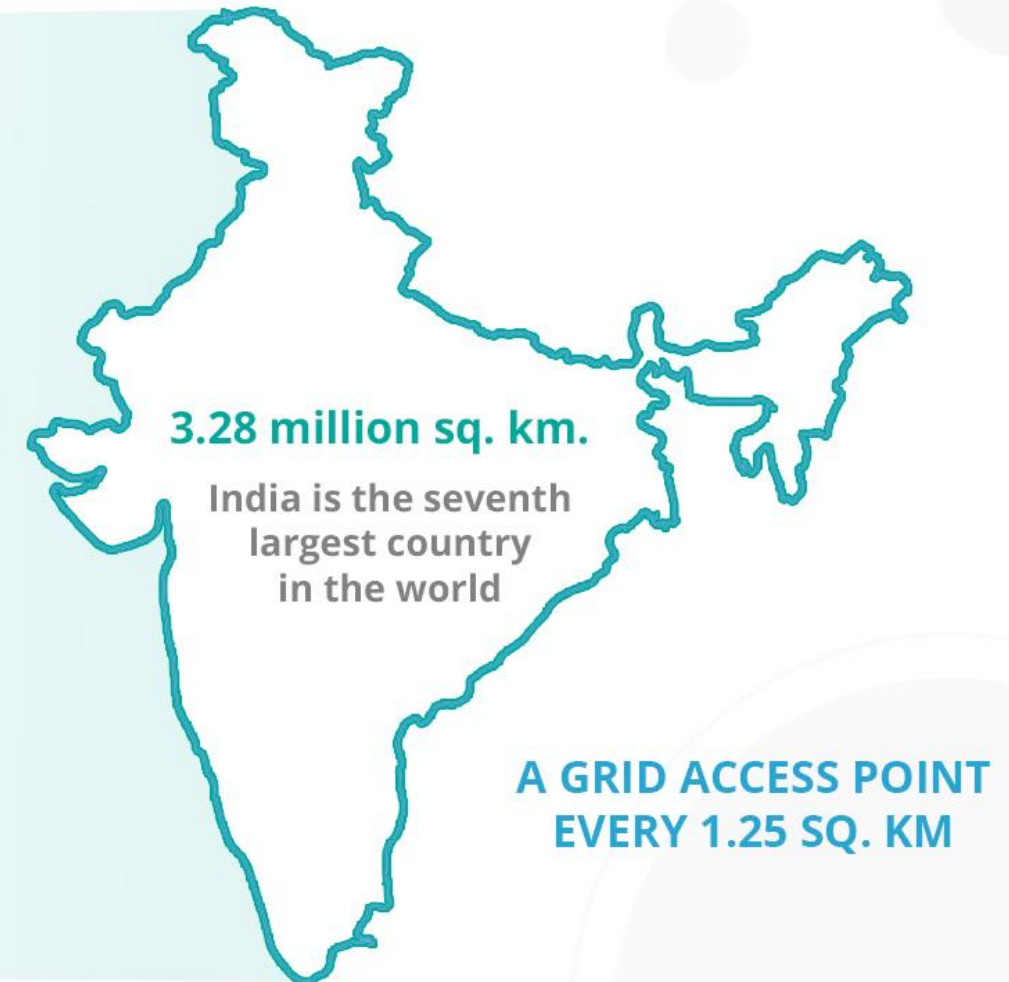 3.28 million sq. km.
India is the seventh
largest country
in the world
A GRID ACCESS POINT
EVERY 1.25 SQ. KM